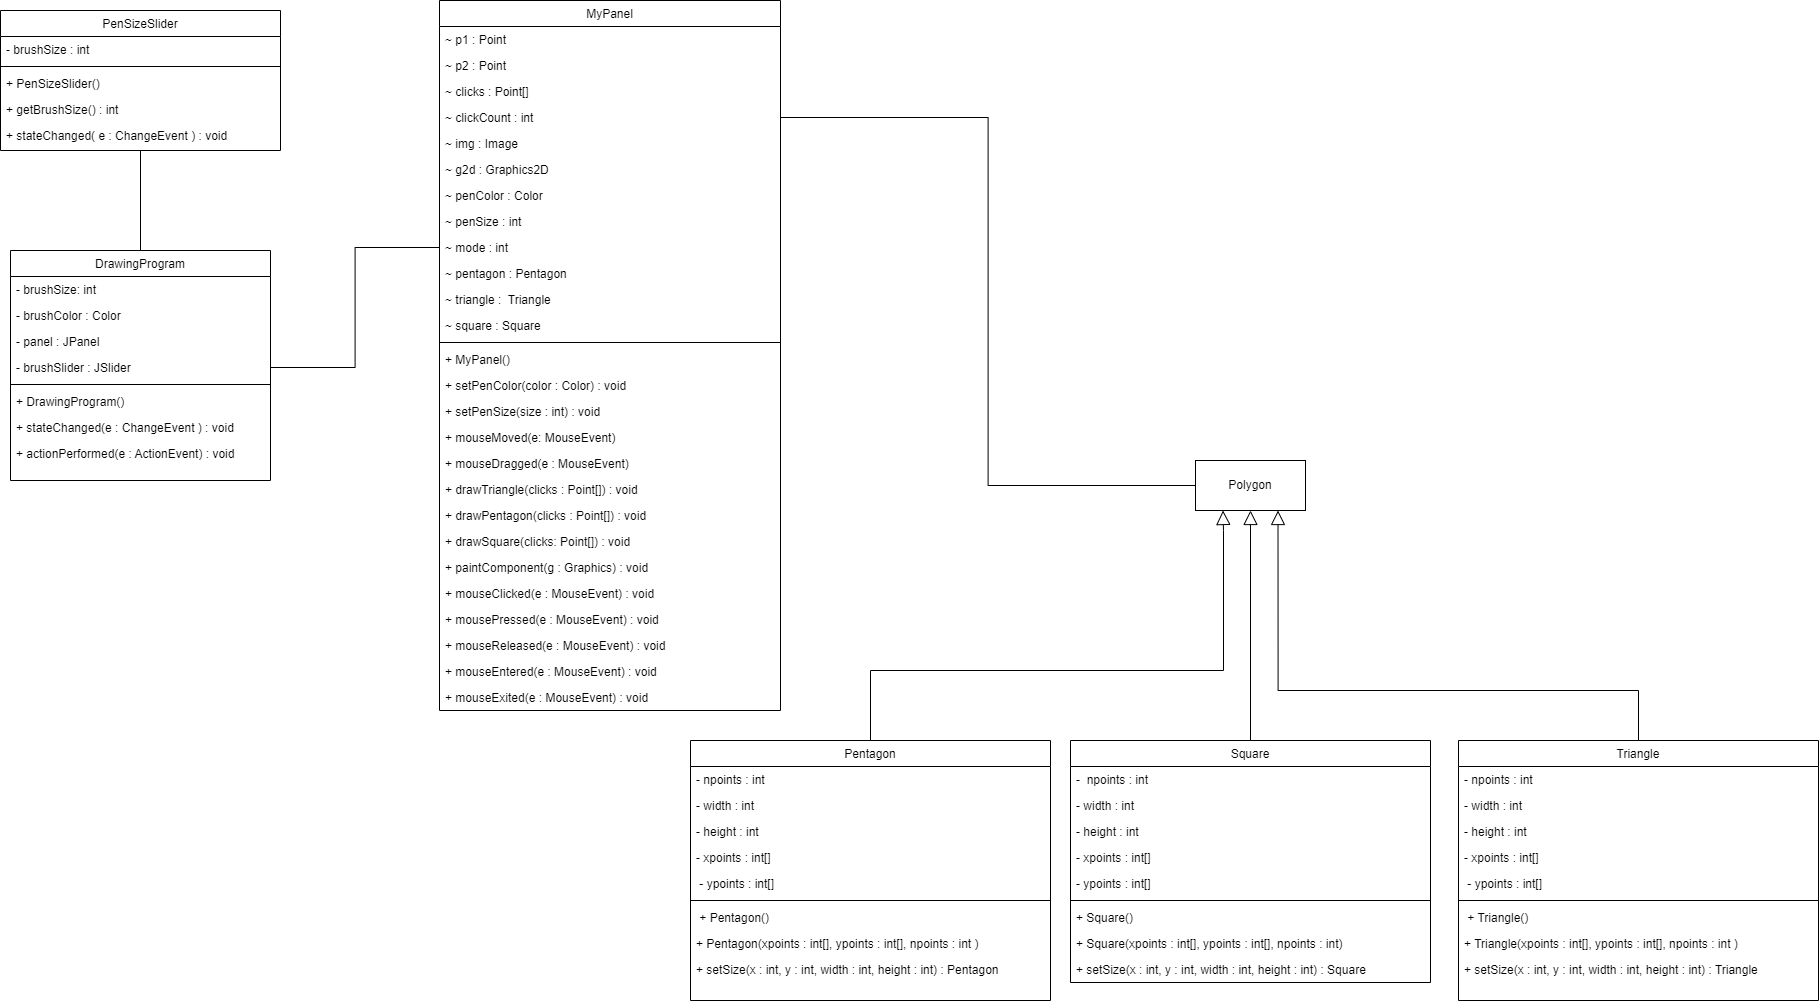 PenSizeSlider
- brushSize : int
+ PenSizeSlider()
+ getBrushSize() : int
+ stateChanged( e : ChangeEvent ) : void
DrawingProgram
- brushSize: int
- brushColor : Color
- panel : JPanel
- brushSlider : JSlider
+ DrawingProgram()
+ stateChanged(e : ChangeEvent ) : void
+ actionPerformed(e : ActionEvent) : void
MyPanel
~ p1 : Point
~ p2 : Point
~ clicks : Point[]
~ clickCount : int
~ img : Image
~ g2d : Graphics2D
~ penColor : Color
~ penSize : int
~ mode : int
~ pentagon : Pentagon
~ triangle :  Triangle
~ square : Square
+ MyPanel()
+ setPenColor(color : Color) : void
+ setPenSize(size : int) : void
+ mouseMoved(e: MouseEvent)
+ mouseDragged(e : MouseEvent)
+ drawTriangle(clicks : Point[]) : void
+ drawPentagon(clicks : Point[]) : void
+ drawSquare(clicks: Point[]) : void
+ paintComponent(g : Graphics) : void
+ mouseClicked(e : MouseEvent) : void
+ mousePressed(e : MouseEvent) : void
+ mouseReleased(e : MouseEvent) : void
+ mouseEntered(e : MouseEvent) : void
+ mouseExited(e : MouseEvent) : void
Polygon
Pentagon
- npoints : int
- width : int
- height : int
- xpoints : int[]
- ypoints : int[]
+ Pentagon()
+ Pentagon(xpoints : int[], ypoints : int[], npoints : int )
+ setSize(x : int, y : int, width : int, height : int) : Pentagon
Square
-  npoints : int
- width : int
- height : int
- xpoints : int[]
- ypoints : int[]
+ Square()
+ Square(xpoints : int[], ypoints : int[], npoints : int)
+ setSize(x : int, y : int, width : int, height : int) : Square
Triangle
- npoints : int
- width : int
- height : int
- xpoints : int[]
- ypoints : int[]
+ Triangle()
+ Triangle(xpoints : int[], ypoints : int[], npoints : int )
+ setSize(x : int, y : int, width : int, height : int) : Triangle